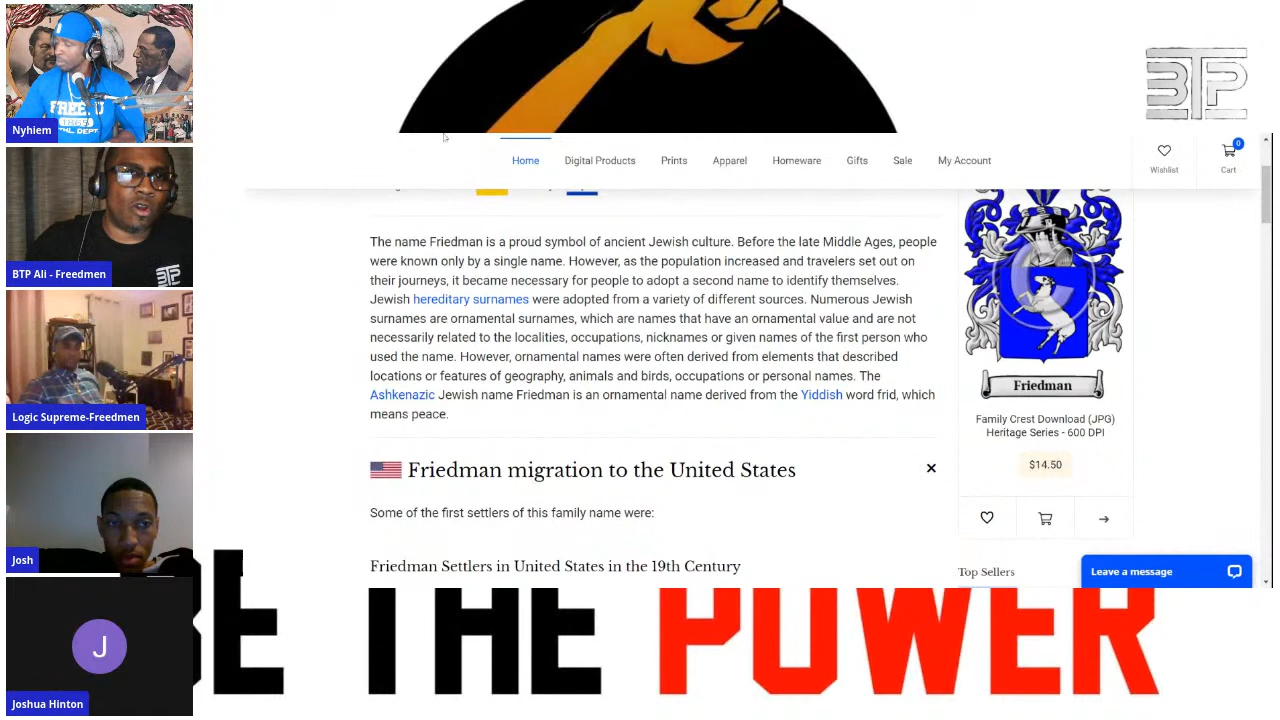 Nyhiem
FREE
1865
BTP Ali - Freedmen
BTP
Logic Supreme-Freedmen
Josh
J
Joshua Hinton
BTP
Home
Digital Products
Prints
Apparel
Homeware
Gifts
Sale
My Account
Wishlist
0
Cart
The name Friedman is a proud symbol of ancient Jewish culture. Before the late Middle Ages, people
were known only by a single name. However, as the population increased and travelers set out on
their journeys, it became necessary for people to adopt a second name to identify themselves.
Jewish hereditary surnames were adopted from a variety of different sources. Numerous Jewish
surnames are ornamental surnames, which are names that have an ornamental value and are not
necessarily related to the localities, occupations, nicknames or given names of the first person who
used the name. However, ornamental names were often derived from elements that described
locations or features of geography, animals and birds, occupations or personal names. The
Ashkenazic Jewish name Friedman is an ornamental name derived from the Yiddish word frid, which
means peace.
Friedman migration to the United States
Some of the first settlers of this family name were:
Friedman Settlers in United States in the 19th Century
Friedman
Family Crest Download (JPG)
Heritage Series - 600 DPI
$14.50
Top Sellers
Leave a message
BE THE POWER